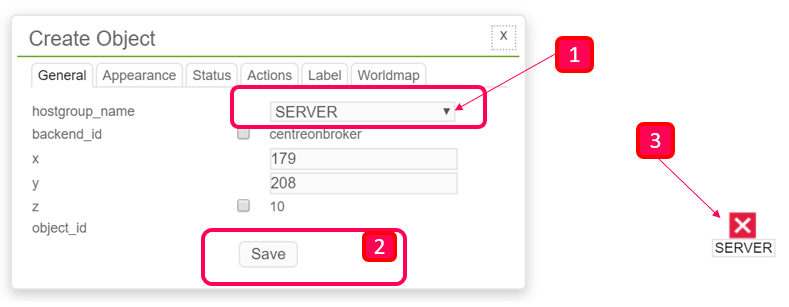 Create Object
x
General Appearance Status Actions Label Worldmap
hostgroup_name SERVER
backend_id centreonbroker
x 179
y 208
z 10
object_id
Save
1
2
3
SERVER